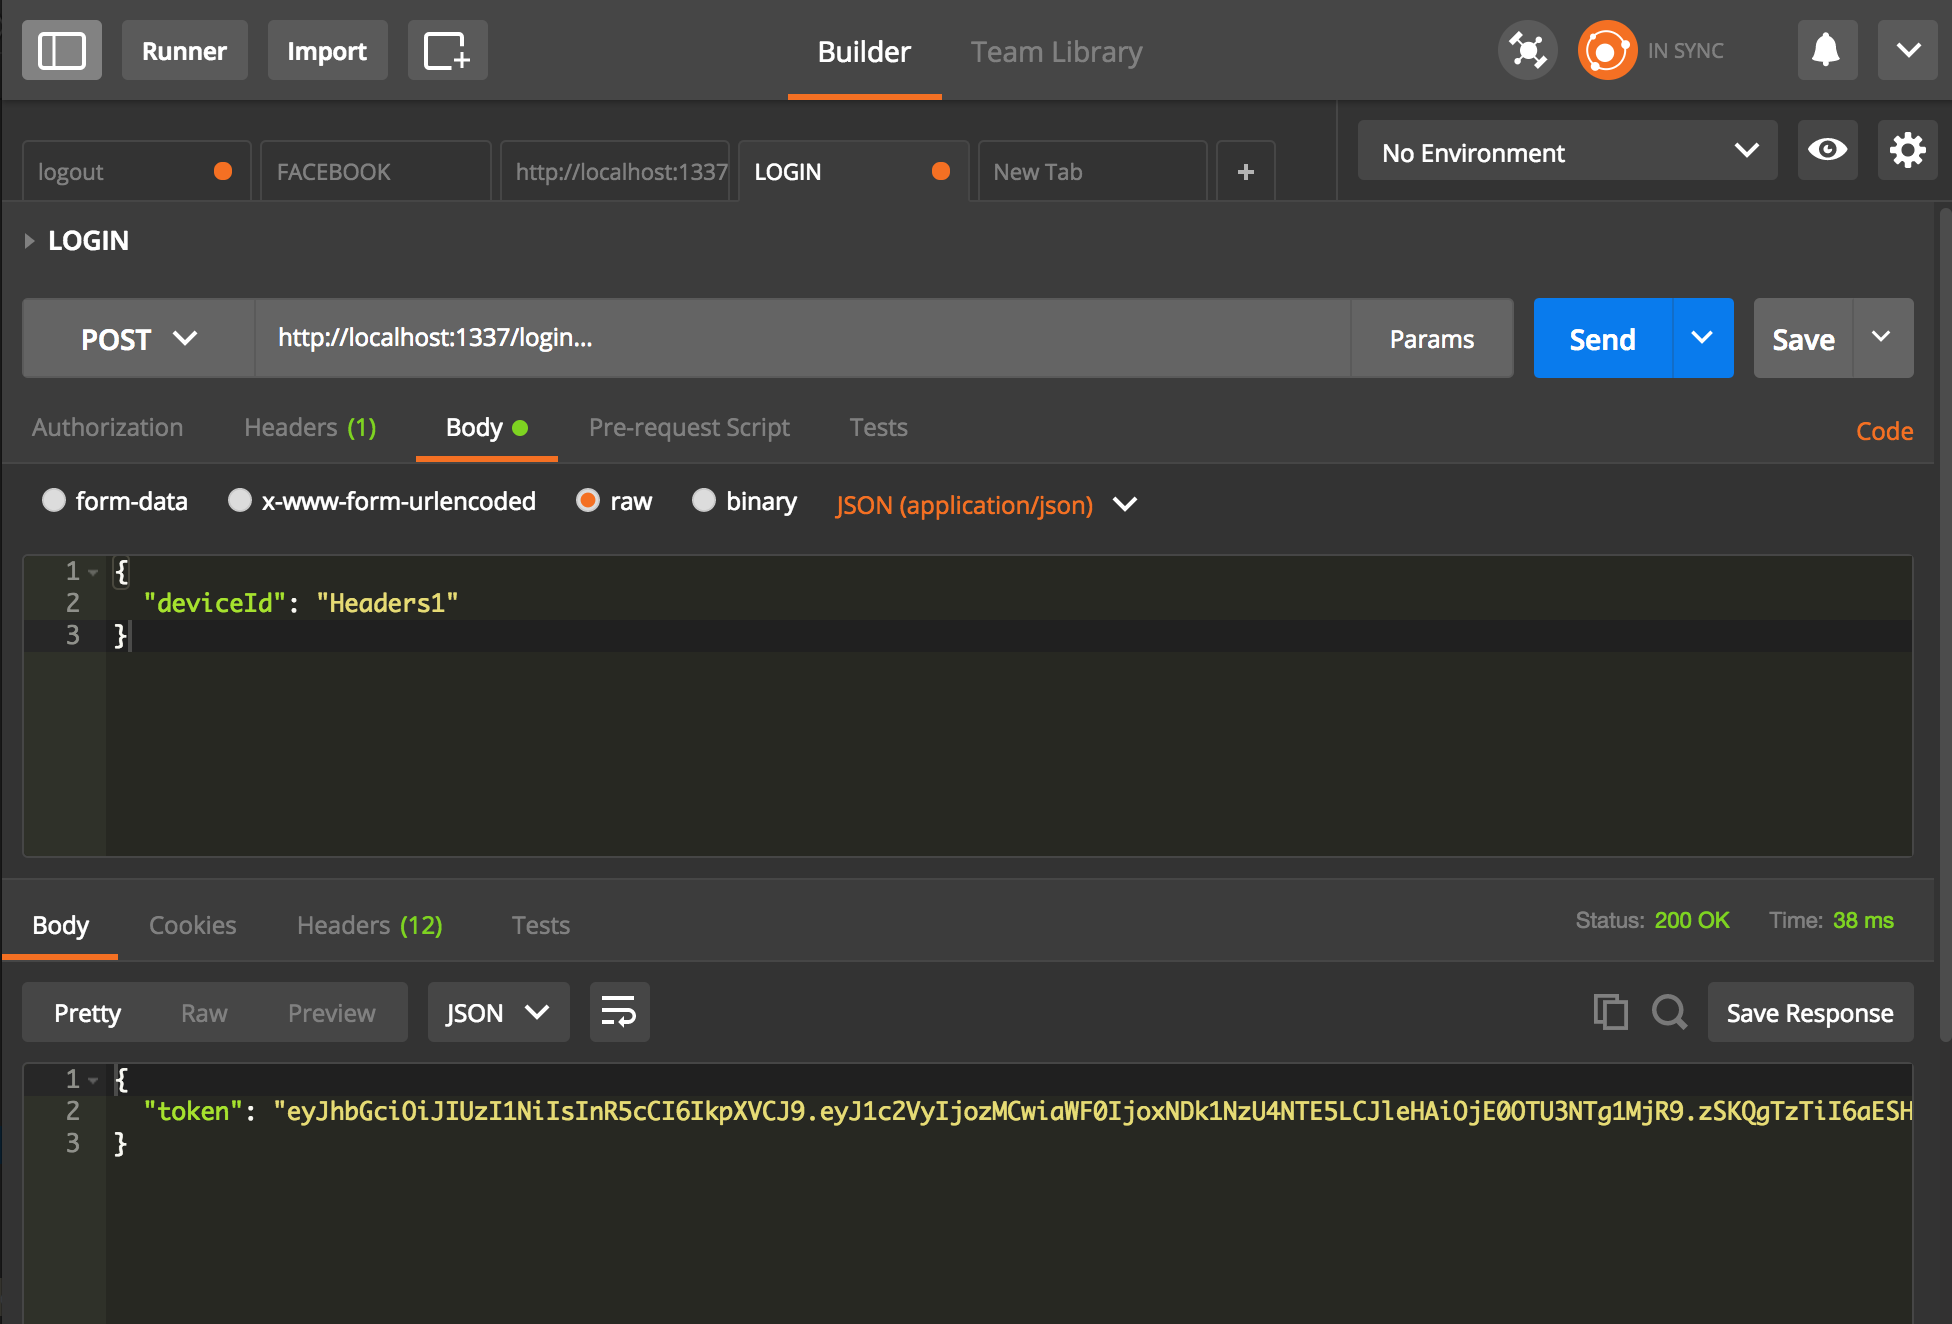 Runner Import Builder Team Library IN SYNC
logout FACEBOOK http://localhost:1337 LOGIN New Tab + No Environment
LOGIN
POST http://localhost:1337/login... Params Send Save
Authorization Headers (1) Body Pre-request Script Tests Code
form-data x-www-form-urlencoded raw binary JSON (application/json)
1 {
2 "deviceId": "Headers1"
3 }
Body Cookies Headers (12) Tests Status: 200 OK Time: 38 ms
Pretty Raw Preview JSON Save Response
1 {
2 "token": "eyJhbGciOiJIUzI1NiIsInR5cCI6IkpXVCJ9.eyJ1c2VyIjozMCwiaWF0IjoxNDk1NzU4NTE5LCJleHAiOjE0OTU3NTg1MjR9.zSKQgTzTiI6aESH
3 }